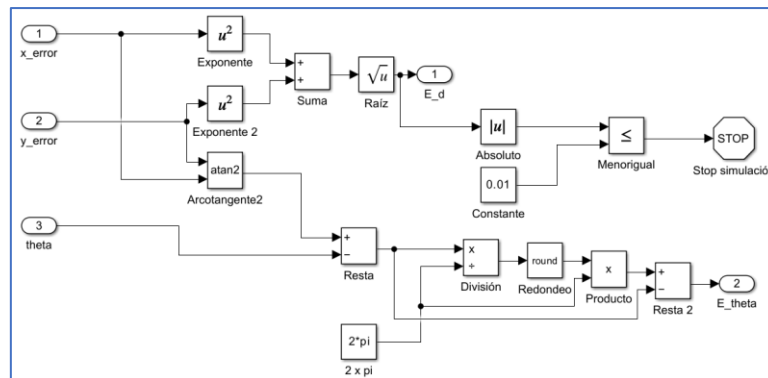 1
x_error
u²
Exponente
+
+
Suma
√u
Raíz
1
E_d
2
y_error
u²
Exponente 2
|u|
Absoluto
≤
Menorigual
STOP
Stop simulació
atan2
Arcotangente2
0.01
Constante
3
theta
+
−
Resta
x
÷
División
round
Redondeo
x
Producto
+
−
Resta 2
2
E_theta
2*pi
2 x pi